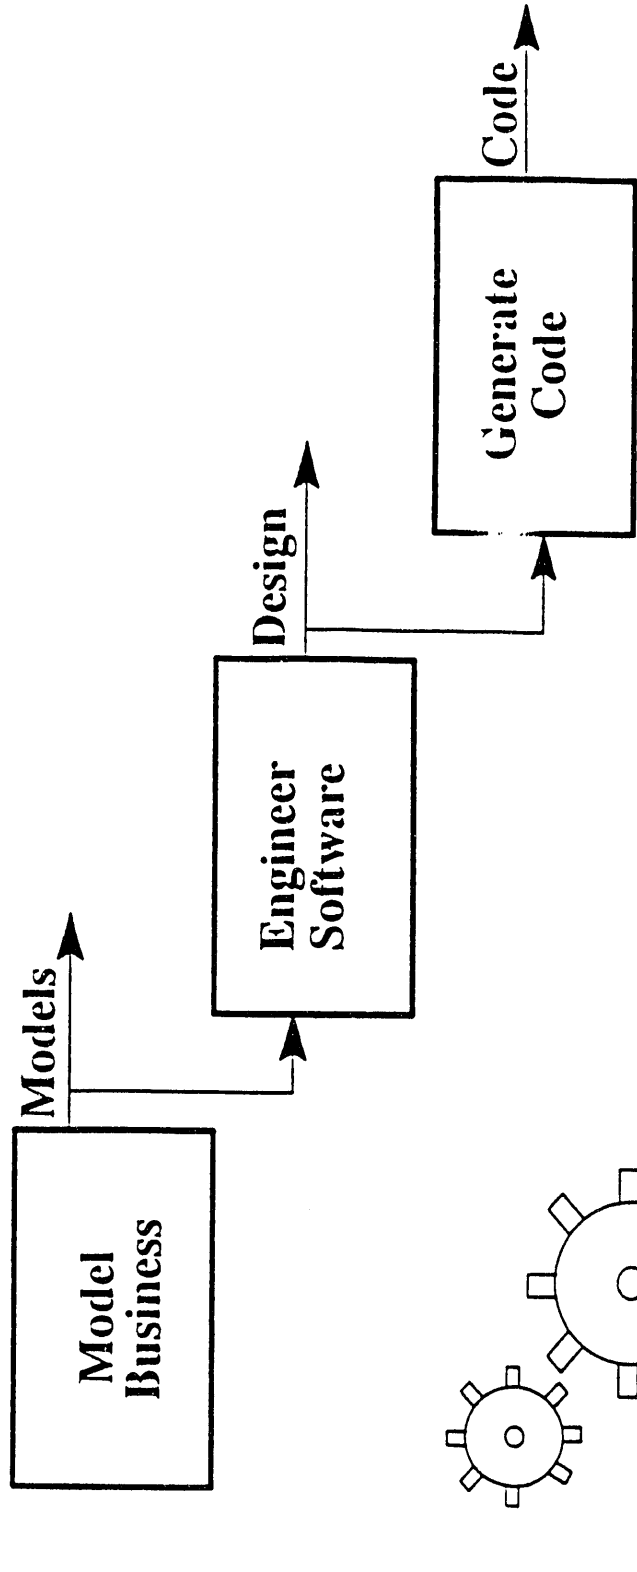 Model
Business
Models
Engineer
Software
Design
Generate
Code
Code